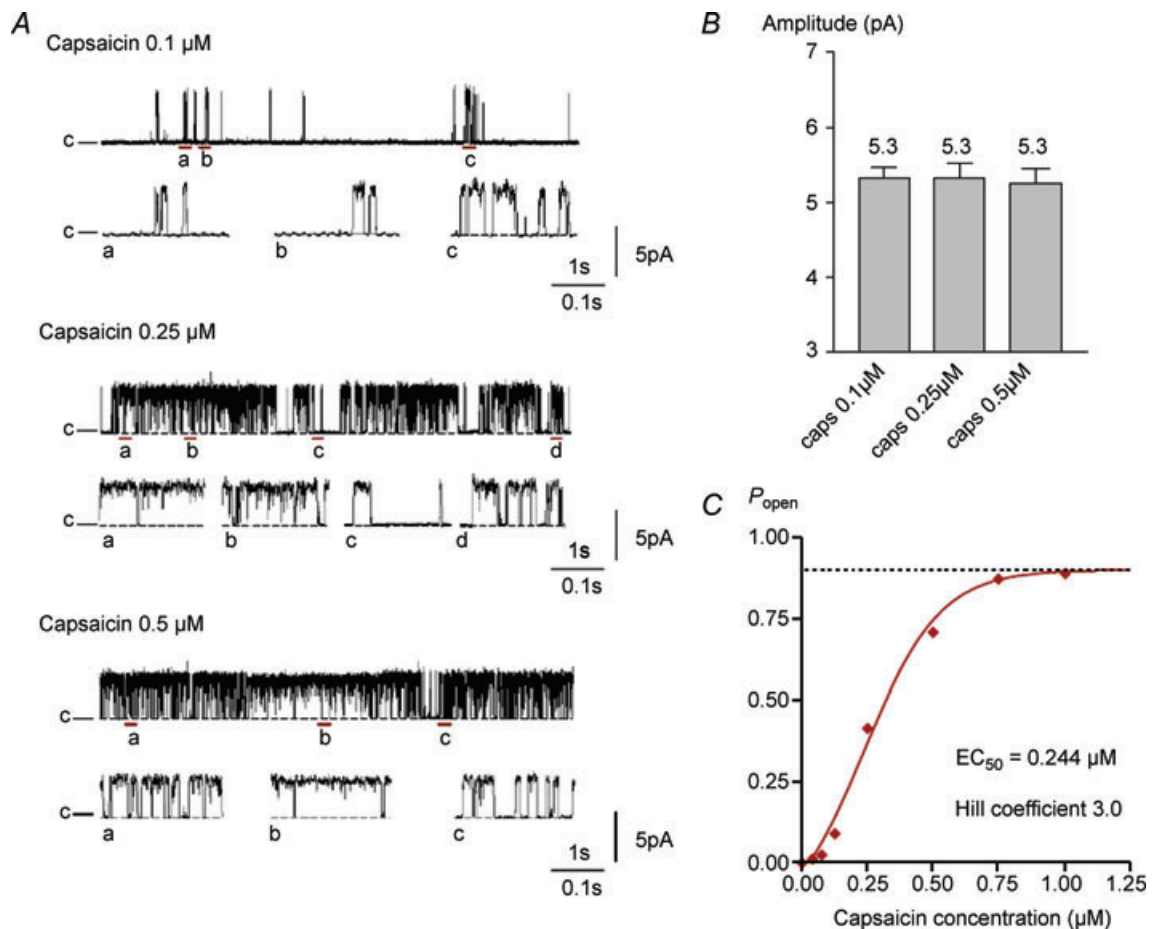 A
Capsaicin 0.1 µM
c
a b c
c
a b c
5pA
1s
0.1s
Capsaicin 0.25 µM
c
a b c d
c
a b c d
5pA
1s
0.1s
Capsaicin 0.5 µM
c
a b c
c
a b c
5pA
1s
0.1s
B
Amplitude (pA)
7
6
5
4
3
5.3 5.3 5.3
caps 0.1µM
caps 0.25µM
caps 0.5µM
C
Popen
1.00
0.75
0.50
0.25
0.00
EC50 = 0.244 µM
Hill coefficient 3.0
0.00 0.25 0.50 0.75 1.00 1.25
Capsaicin concentration (µM)